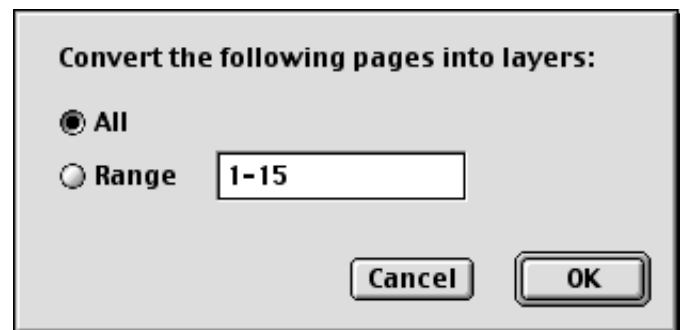 Convert the following pages into layers:
All
Range 1-15
Cancel OK